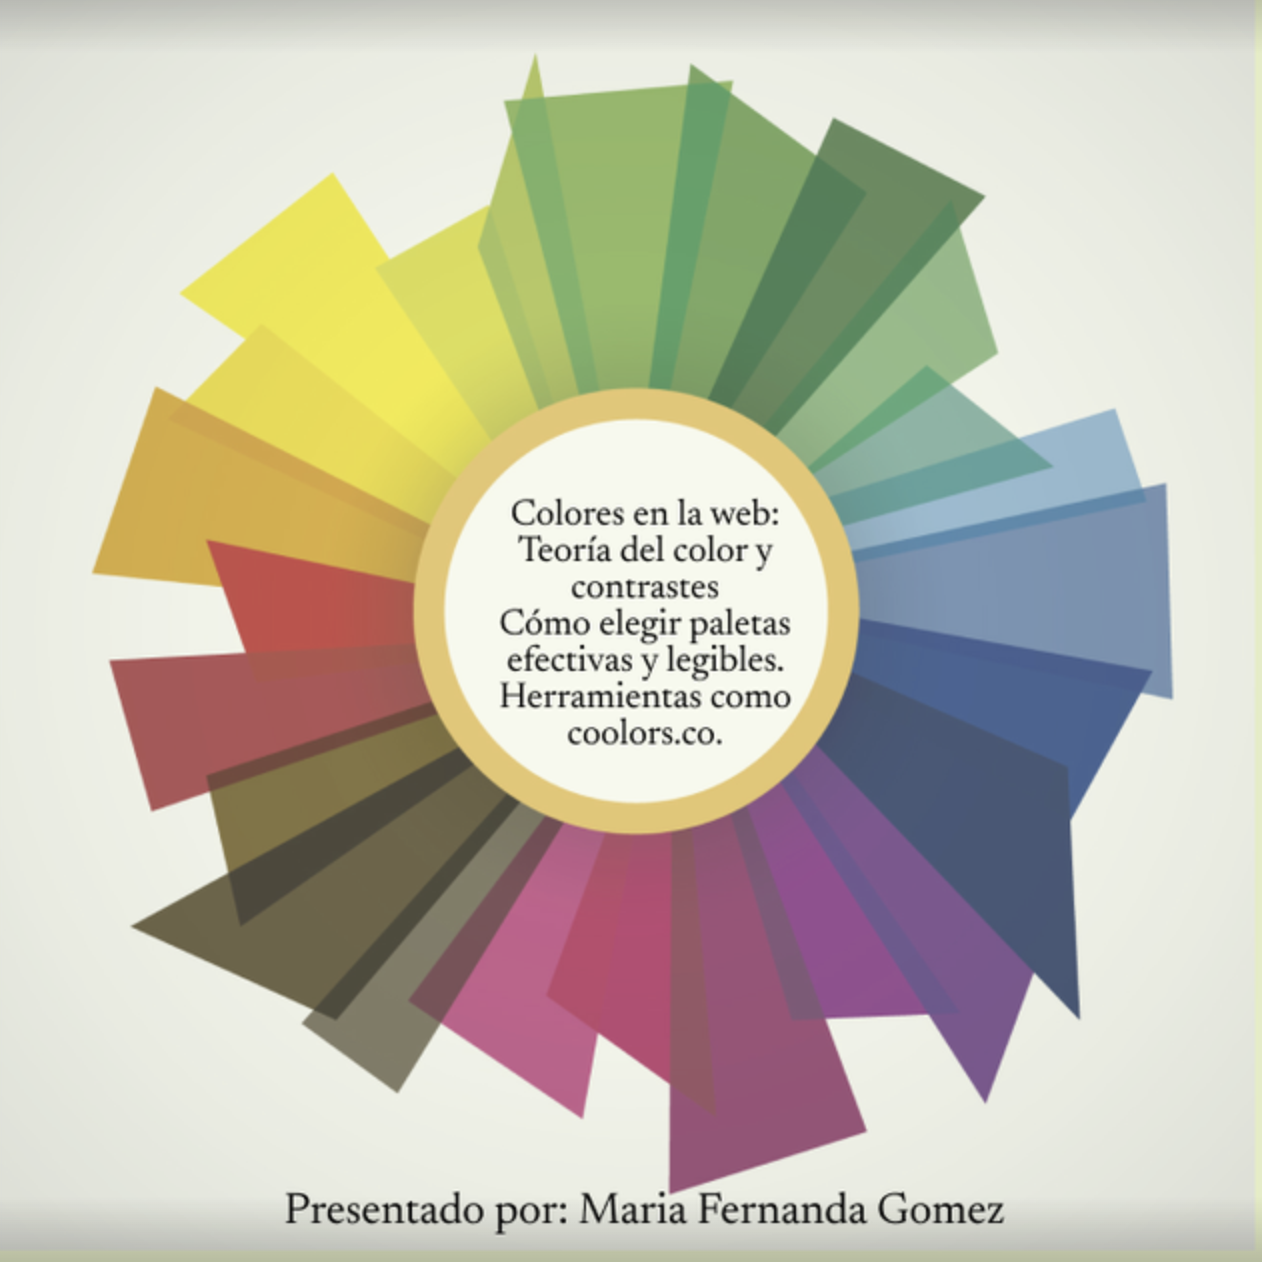 Colores en la web:
Teoría del color y
contrastes
Cómo elegir paletas
efectivas y legibles.
Herramientas como
coolors.co.
Presentado por: Maria Fernanda Gomez